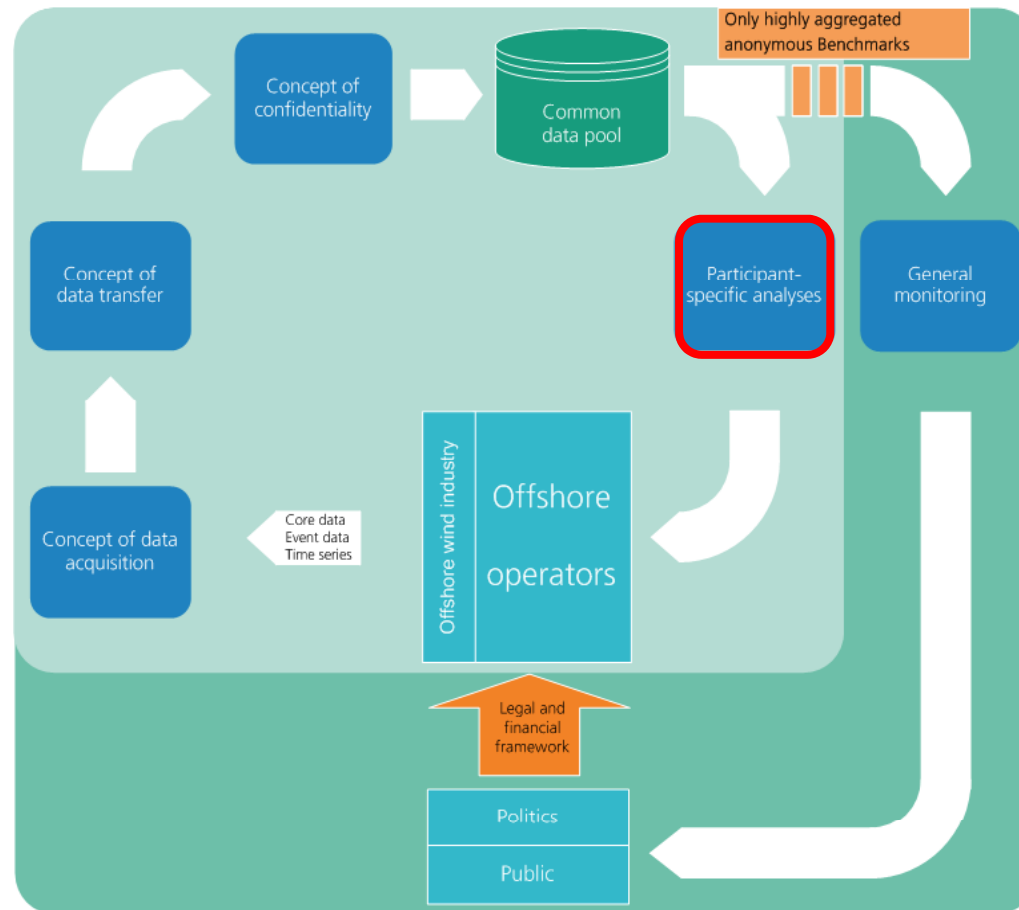 Only highly aggregated
anonymous Benchmarks
Concept of
confidentiality
Common
data pool
Concept of
data transfer
Participant-
specific analyses
General
monitoring
Offshore wind industry
Offshore
operators
Core data
Event data
Time series
Concept of data
acquisition
Legal and
financial
framework
Politics
Public